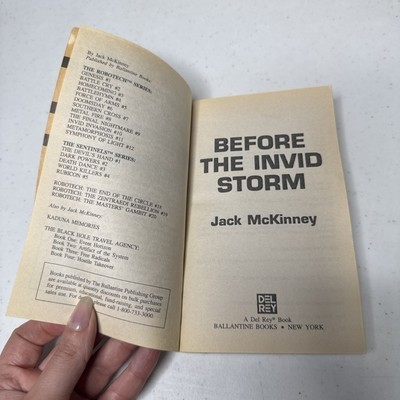 By Jack McKinney
Published by Ballantine Books:
THE ROBOTECH™ SERIES:
GENESIS #1
BATTLE CRY #2
HOMECOMING #3
BATTLEHYMN #4
FORCE OF ARMS #5
DOOMSDAY #6
SOUTHERN CROSS #7
METAL FIRE #8
THE FINAL NIGHTMARE #9
INVID INVASION #10
METAMORPHOSIS #11
SYMPHONY OF LIGHT #12
THE SENTINELS™ SERIES:
THE DEVIL'S HAND #1
DARK POWERS #2
DEATH DANCE #3
WORLD KILLERS #4
RUBICON #5
ROBOTECH: THE END OF THE CIRCLE #18
ROBOTECH: THE ZENTRAEDI REBELLION #19
ROBOTECH: THE MASTERS' GAMBIT #20
Also by Jack McKinney:
KADUNA MEMORIES
THE BLACK HOLE TRAVEL AGENCY:
Book One: Event Horizon
Book Two: Artifact of the System
Book Three: Free Radicals
Book Four: Hostile Takeover
Books published by The Ballantine Publishing Group
are available at quantity discounts on bulk purchases
for premium, educational, fund-raising, and special
sales use. For details, please call 1-800-733-3000
BEFORE
THE INVID
STORM
Jack McKinney
DEL
REY
A Del Rey® Book
BALLANTINE BOOKS • NEW YORK